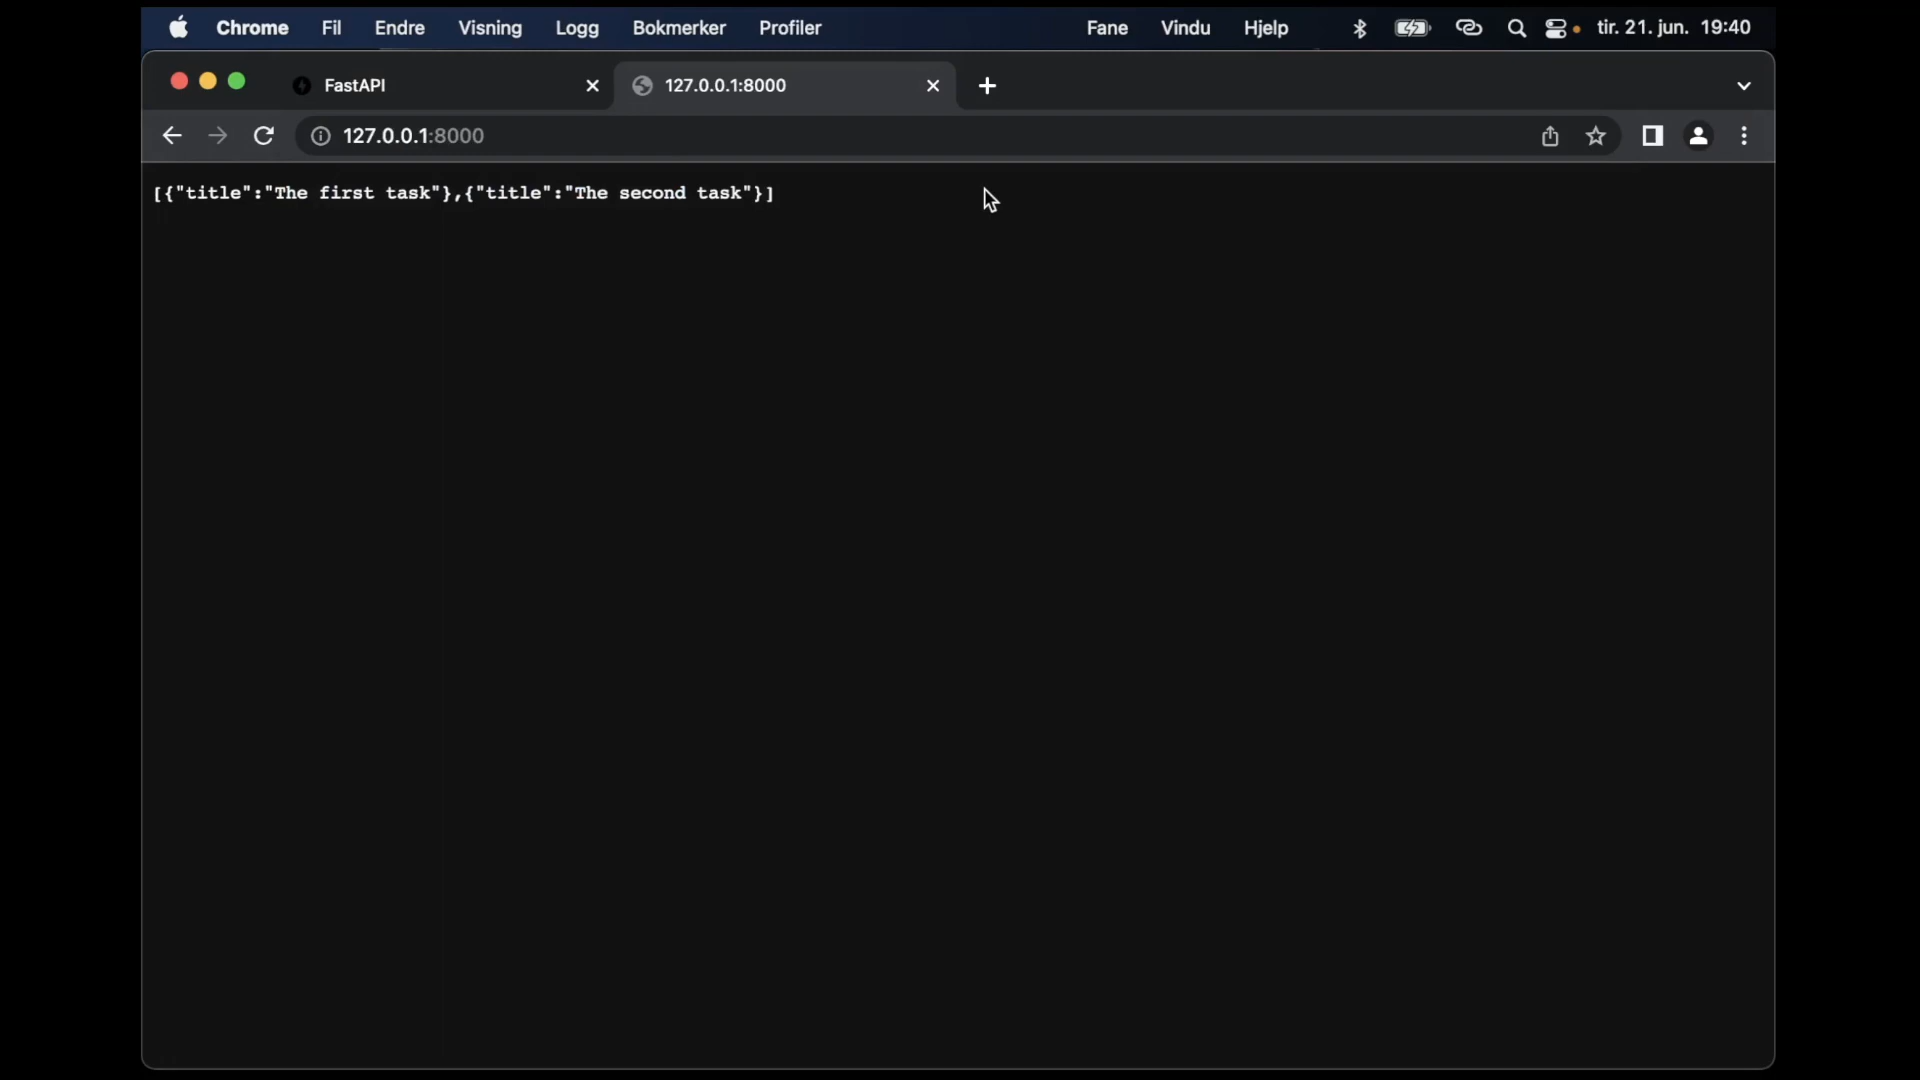 Chrome Fil Endre Visning Logg Bokmerker Profiler Fane Vindu Hjelp tir. 21. jun. 19:40
FastAPI 127.0.0.1:8000
127.0.0.1:8000
[{"title":"The first task"},{"title":"The second task"}]